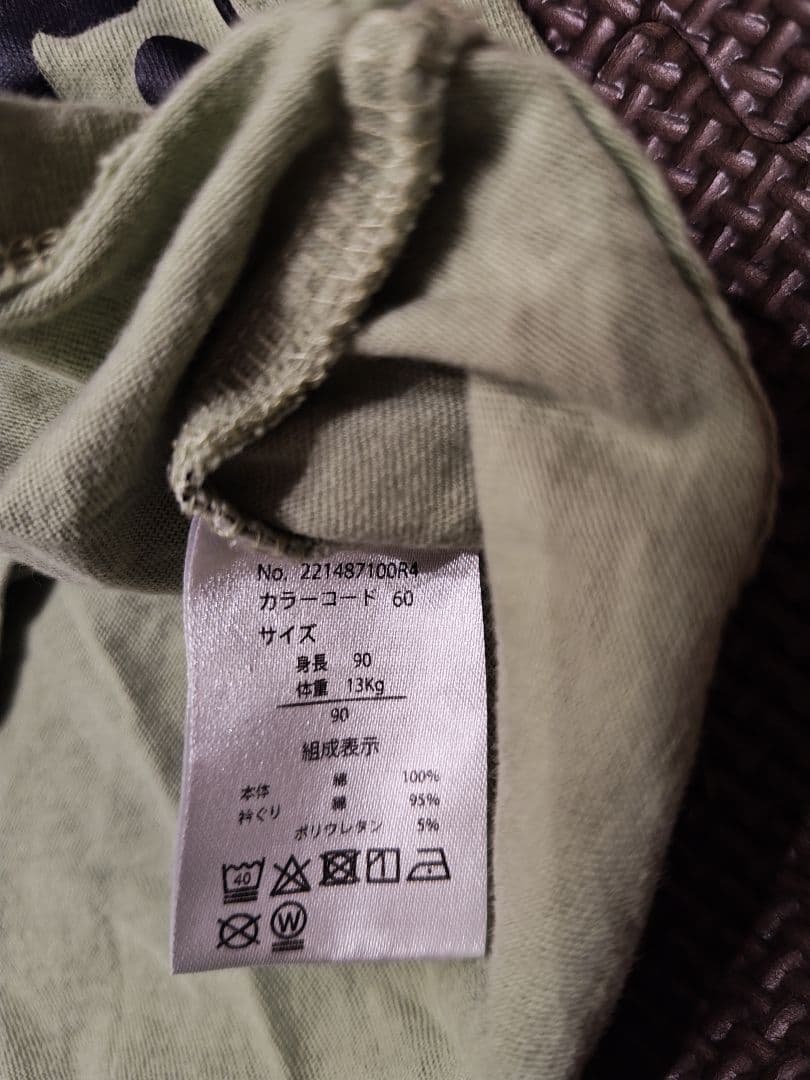 No. 221487100R4
カラーコード 60
サイズ
身長 90
体重 13Kg
90
組成表示
本体 綿 100%
衿ぐり 綿 95%
ポリウレタン 5%
40
W